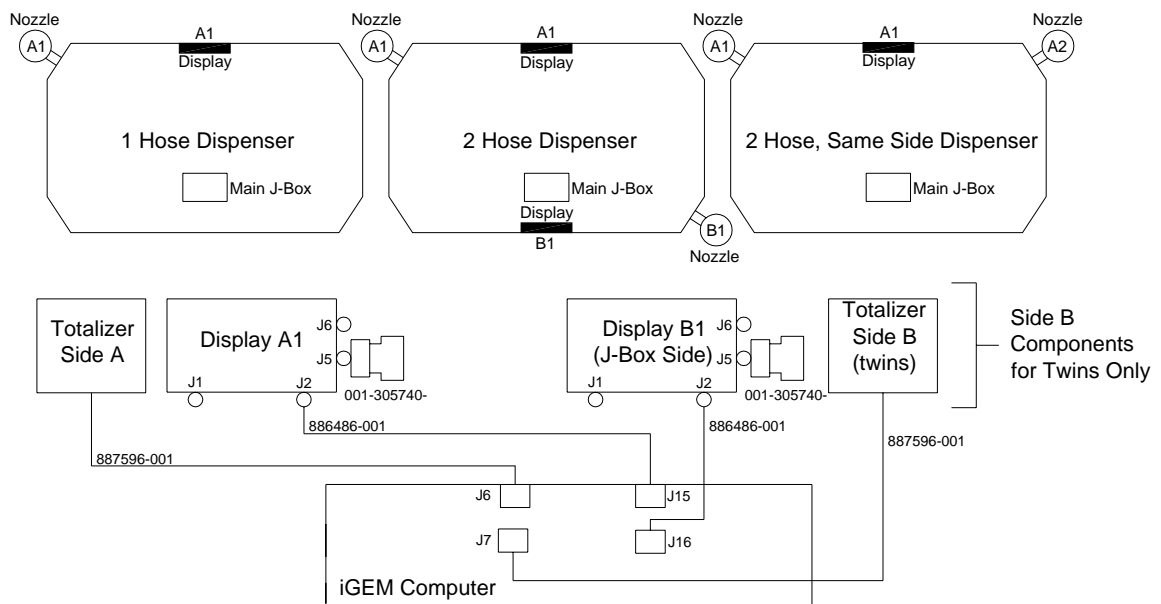 Nozzle
A1
A1
Display
1 Hose Dispenser
Main J-Box
Nozzle
A1
A1
Display
2 Hose Dispenser
Main J-Box
Display
B1
B1
Nozzle
Nozzle
A1
A1
Display
Nozzle
A2
2 Hose, Same Side Dispenser
Main J-Box
Totalizer
Side A
Display A1
J6
J5
J1
J2
001-305740-
Display B1
(J-Box Side)
J6
J5
J1
J2
001-305740-
Totalizer
Side B
(twins)
Side B
Components
for Twins Only
887596-001
886486-001
886486-001
887596-001
J6
J15
J7
J16
iGEM Computer